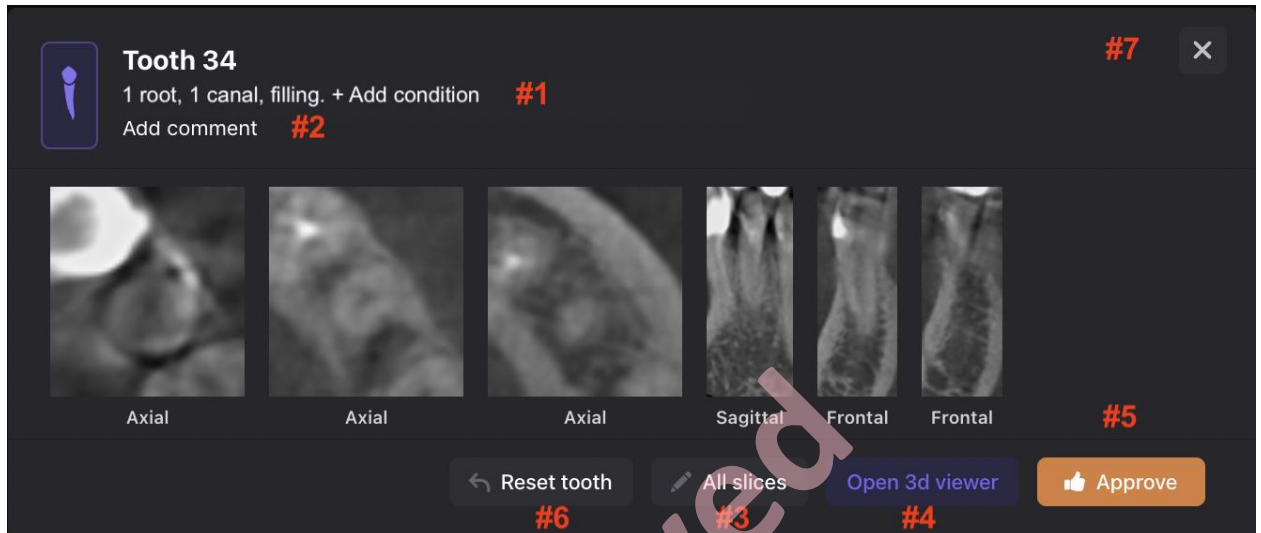 Tooth 34
#7
1 root, 1 canal, filling. + Add condition #1
Add comment #2
Axial Axial Axial Sagittal Frontal Frontal
#5
Reset tooth All slices Open 3d viewer Approve
#6 #3 #4